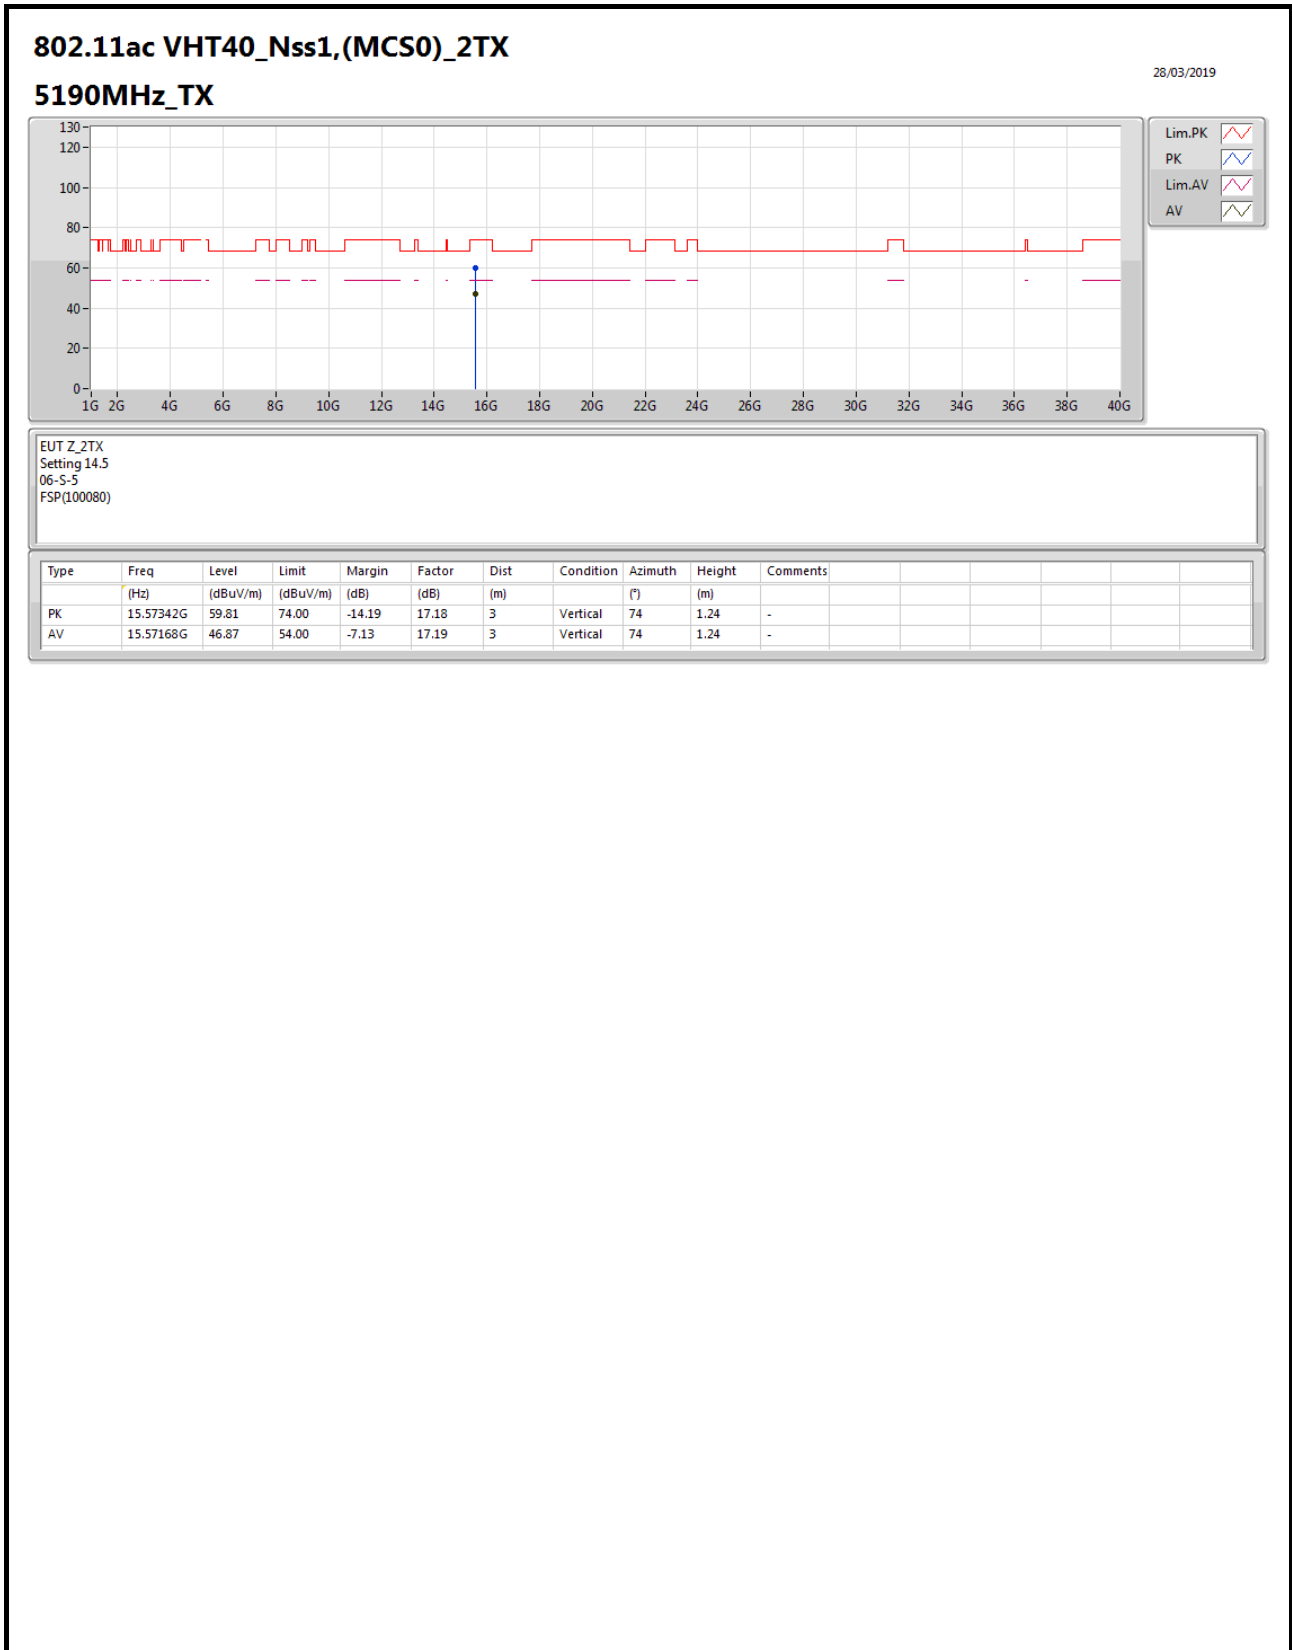 802.11ac VHT40_Nss1,(MCS0)_2TX
28/03/2019
5190MHz_TX
130
120
100
80
60
40
20
0
1G 2G 4G 6G 8G 10G 12G 14G 16G 18G 20G 22G 24G 26G 28G 30G 32G 34G 36G 38G 40G
Lim.PK
PK
Lim.AV
AV
EUT Z_2TX
Setting 14.5
06-S-5
FSP(100080)
Type Freq Level Limit Margin Factor Dist Condition Azimuth Height Comments
(Hz) (dBuV/m) (dBuV/m) (dB) (dB) (m) (°) (m)
PK 15.57342G 59.81 74.00 -14.19 17.18 3 Vertical 74 1.24 -
AV 15.57168G 46.87 54.00 -7.13 17.19 3 Vertical 74 1.24 -